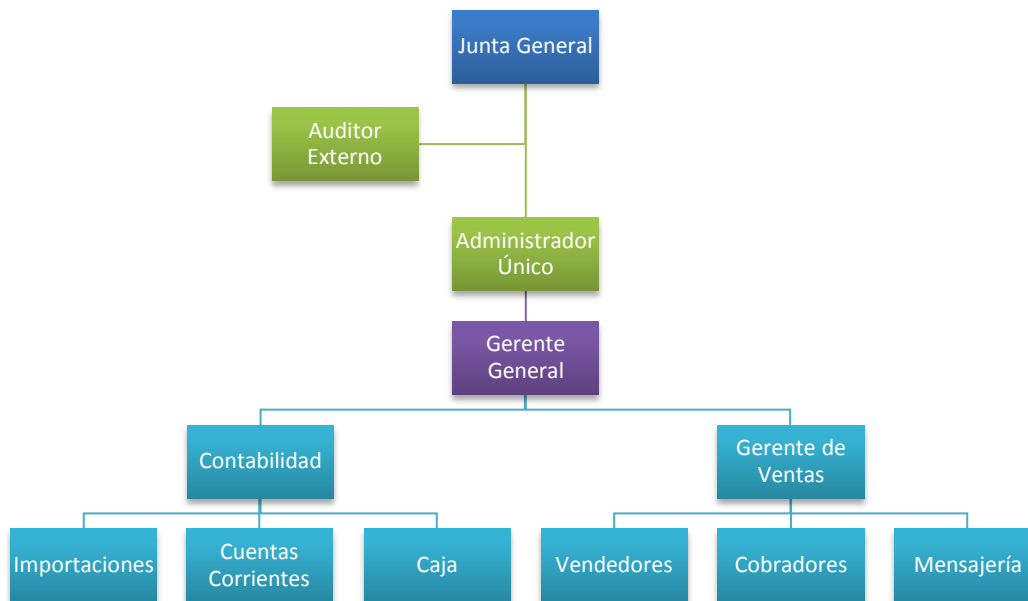 Junta General
Auditor
Externo
Administrador
Único
Gerente
General
Contabilidad
Gerente de
Ventas
Importaciones
Cuentas
Corrientes
Caja
Vendedores
Cobradores
Mensajería